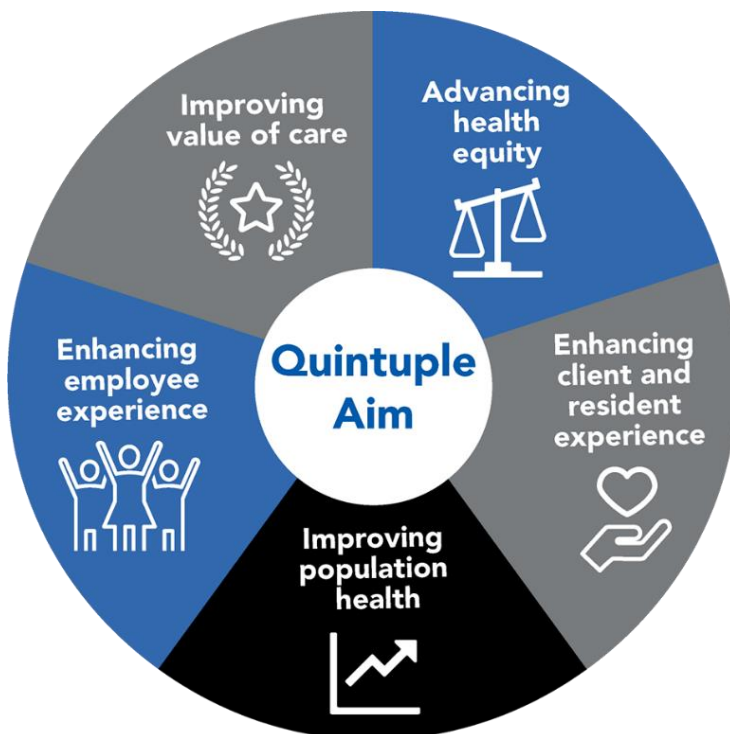 Quintuple
Aim
Advancing
health
equity
Enhancing
client and
resident
experience
Improving
population
health
Enhancing
employee
experience
Improving
value of care